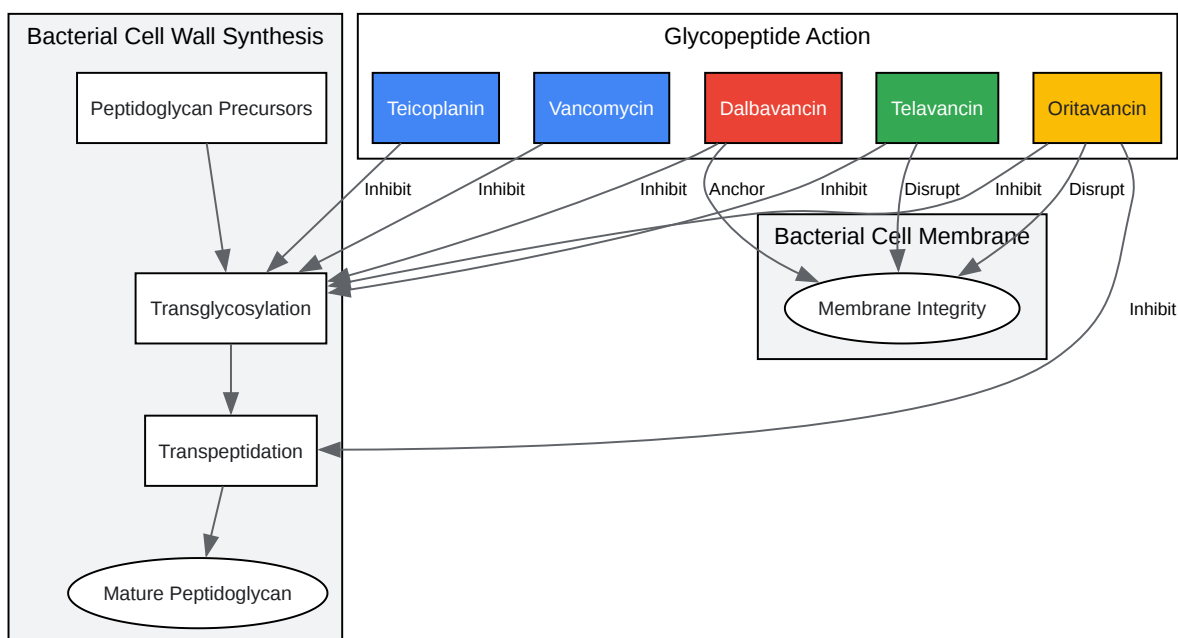 Bacterial Cell Wall Synthesis
Glycopeptide Action
Peptidoglycan Precursors
Teicoplanin
Vancomycin
Dalbavancin
Telavancin
Oritavancin
Inhibit
Inhibit
Inhibit
Anchor
Inhibit
Disrupt
Inhibit
Disrupt
Bacterial Cell Membrane
Transglycosylation
Membrane Integrity
Inhibit
Transpeptidation
Mature Peptidoglycan